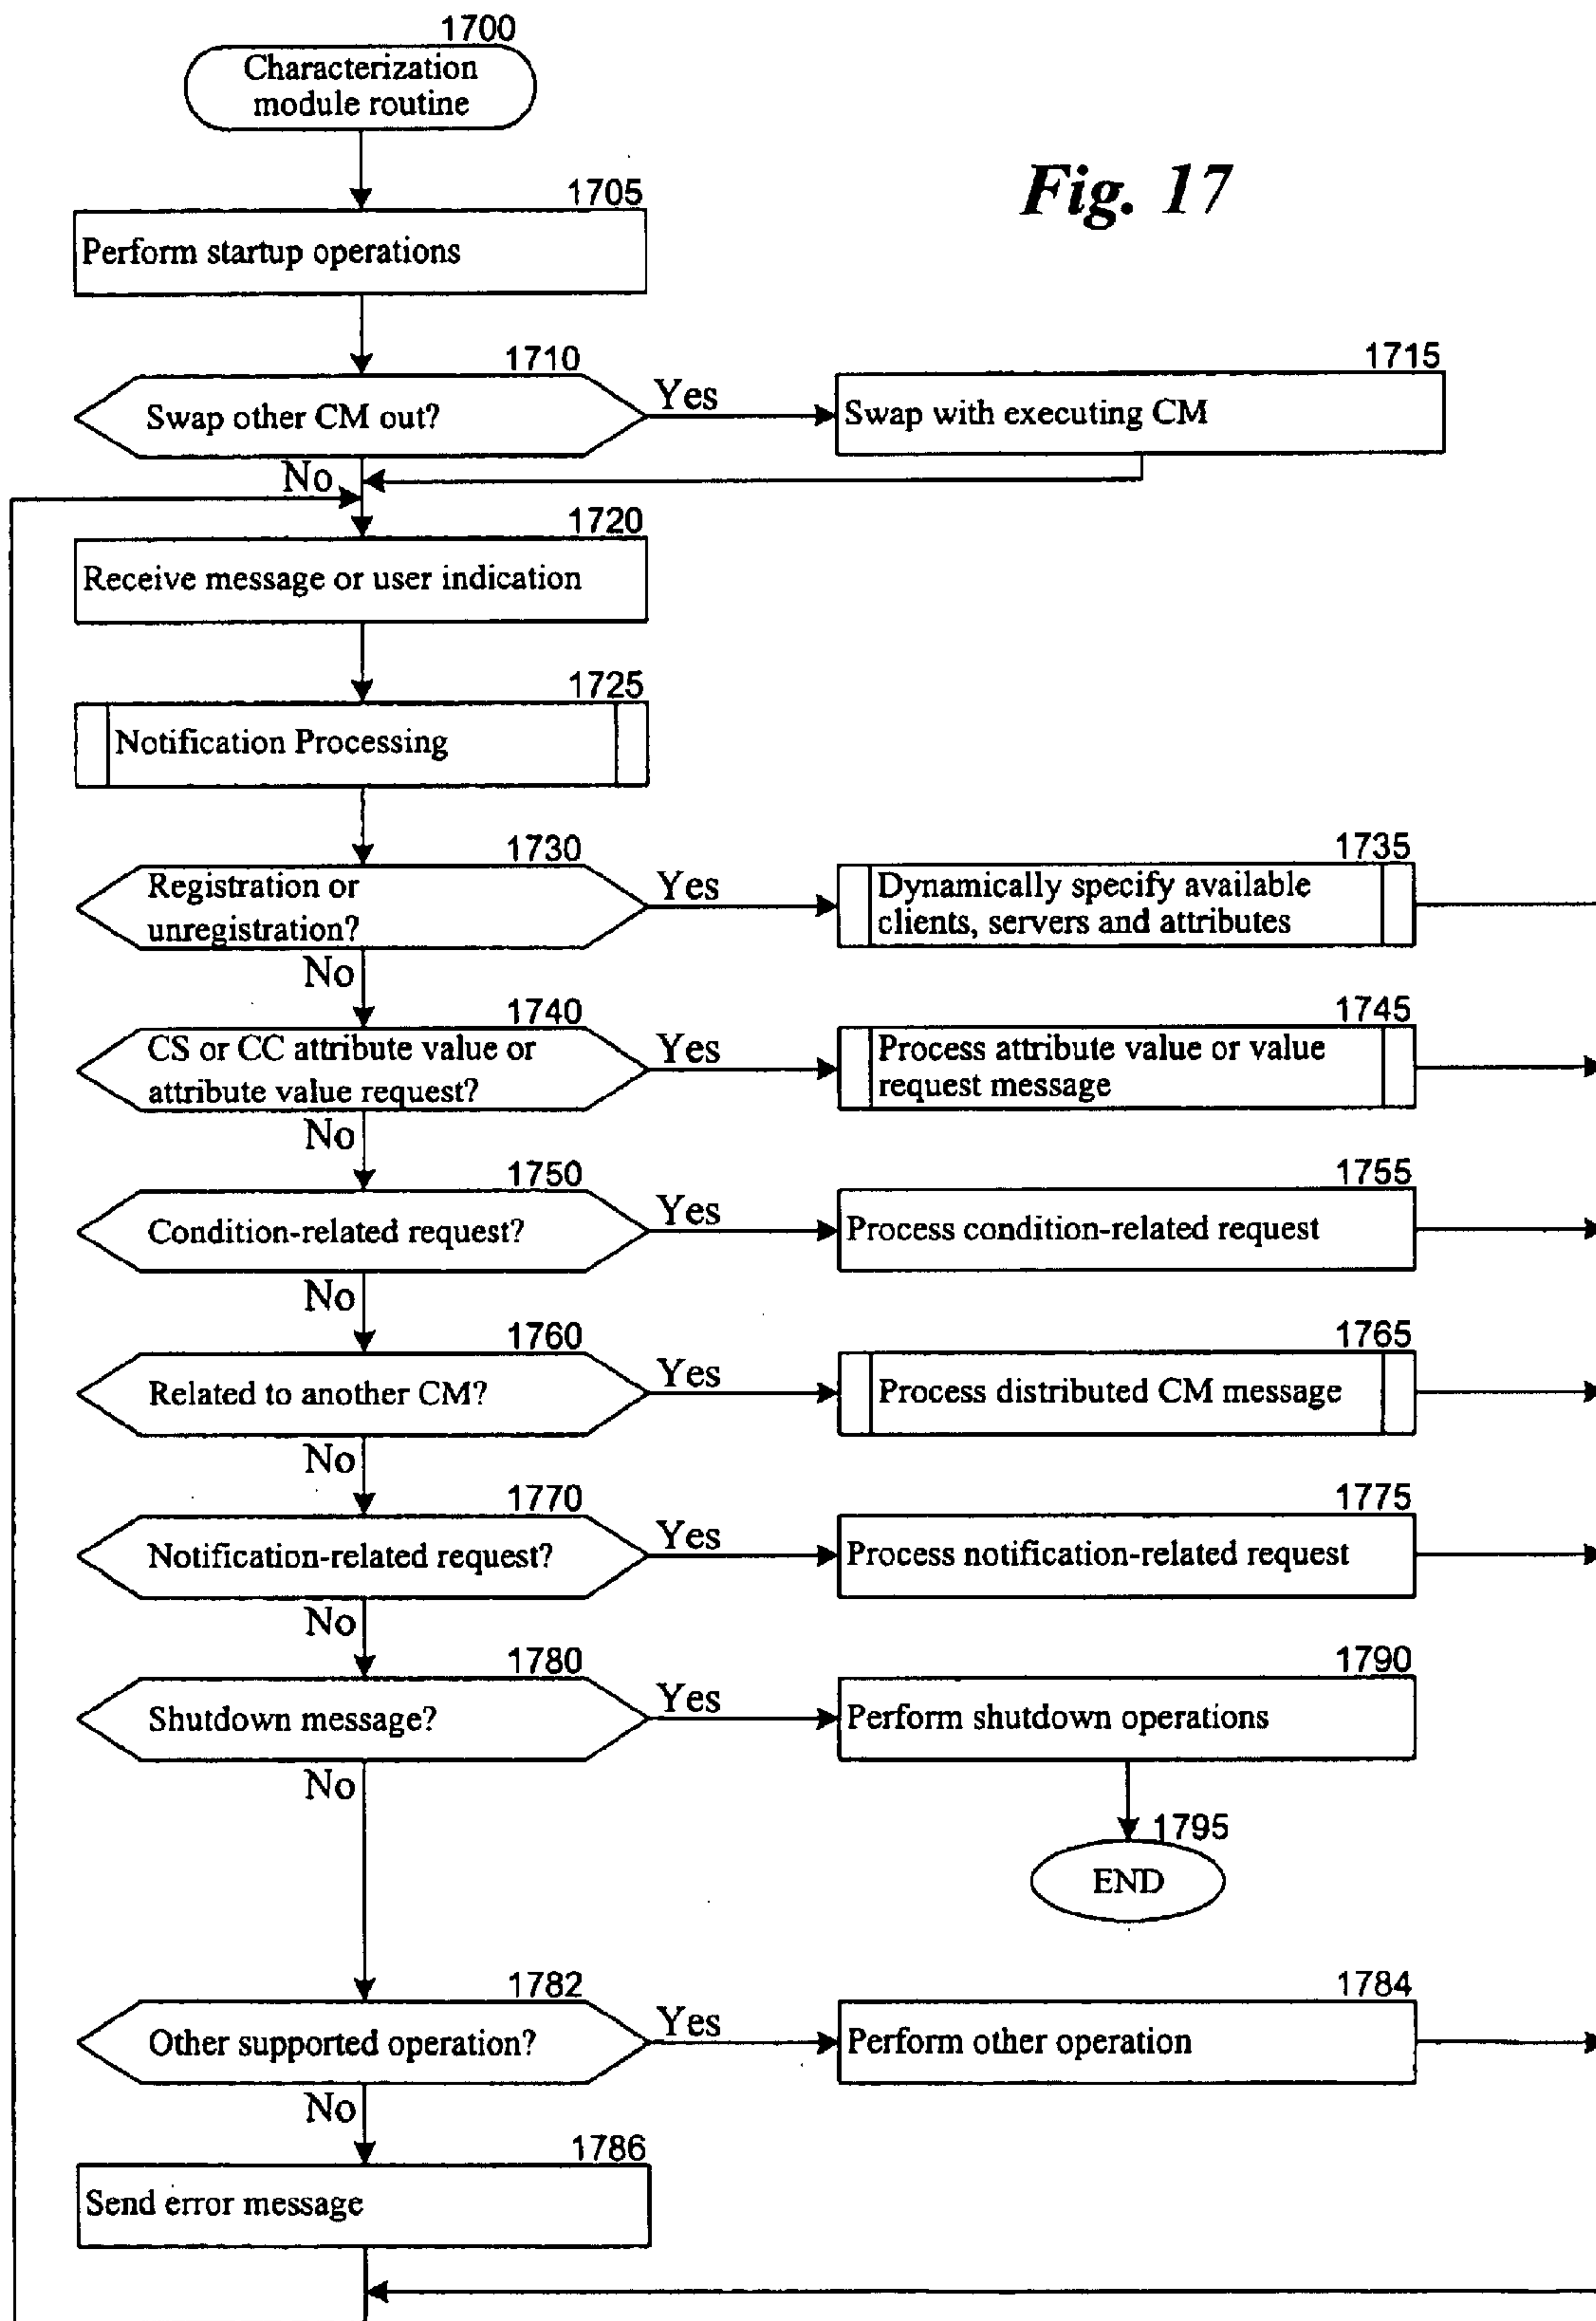 1700
Characterization
module routine
Fig. 17
1705
Perform startup operations
1710
Swap other CM out?
Yes
1715
Swap with executing CM
No
1720
Receive message or user indication
1725
Notification Processing
1730
Registration or
unregistration?
Yes
1735
Dynamically specify available
clients, servers and attributes
No
1740
CS or CC attribute value or
attribute value request?
Yes
1745
Process attribute value or value
request message
No
1750
Condition-related request?
Yes
1755
Process condition-related request
No
1760
Related to another CM?
Yes
1765
Process distributed CM message
No
1770
Notification-related request?
Yes
1775
Process notification-related request
No
1780
Shutdown message?
Yes
1790
Perform shutdown operations
No
1795
END
1782
Other supported operation?
Yes
1784
Perform other operation
No
1786
Send error message